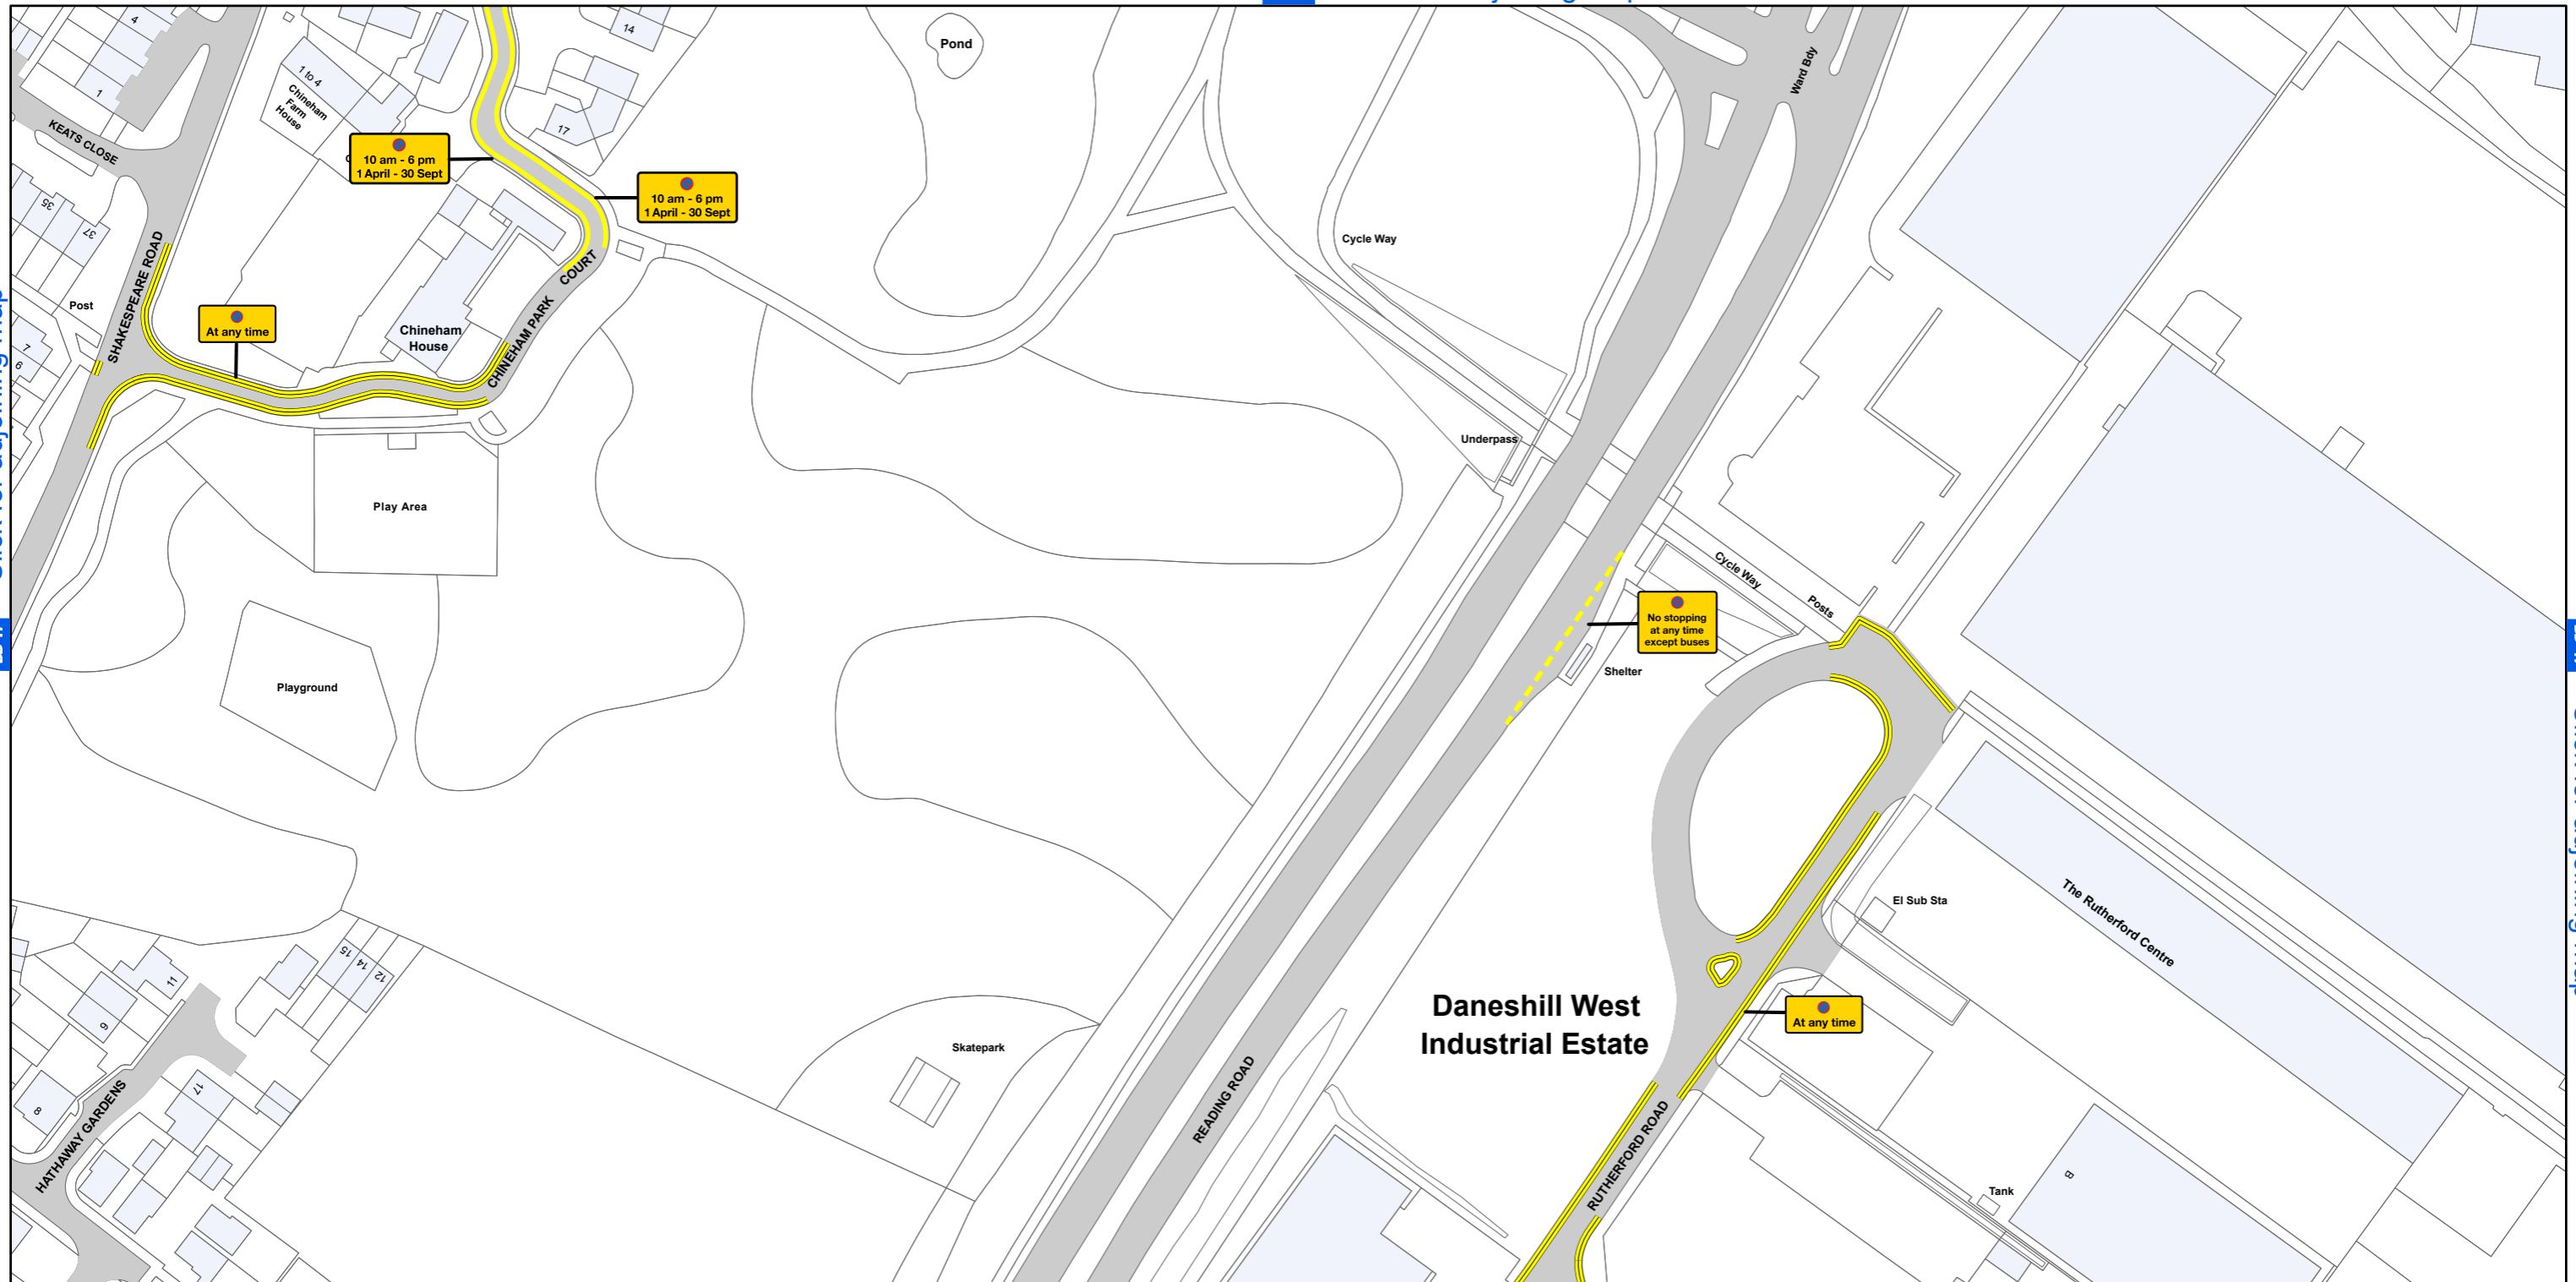 4
1
KEATS CLOSE
1 to 4
Chineham
Farm
House
14
17
Pond
Ward Bdy
10 am - 6 pm
1 April - 30 Sept
10 am - 6 pm
1 April - 30 Sept
35
37
SHAKESPEARE ROAD
Post
7
6
At any time
Chineham
House
CHINEHAM PARK COURT
Cycle Way
Underpass
Play Area
Playground
Cycle Way
Posts
No stopping
at any time
except buses
Shelter
El Sub Sta
The Rutherford Centre
11
15
14
12
8
17
HATHAWAY GARDENS
Skatepark
READING ROAD
Daneshill West
Industrial Estate
At any time
RUTHERFORD ROAD
Tank